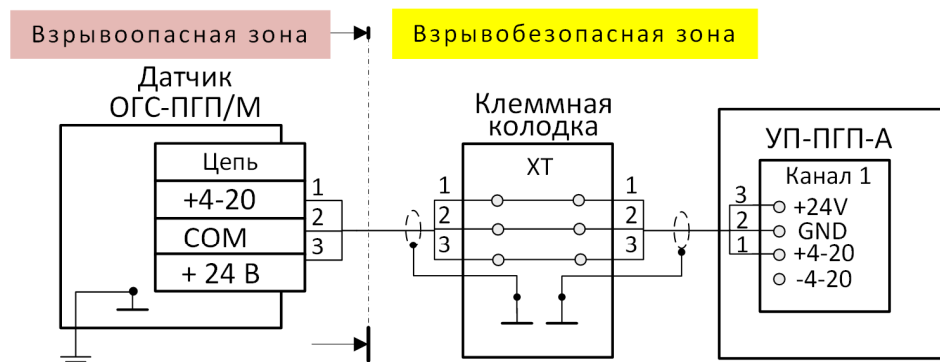 Взрывоопасная зона
Взрывобезопасная зона
Датчик
ОГС-ПГП/М
Цепь
+4-20
COM
+ 24 В
1
2
3
Клеммная
колодка
XT
1
2
3
1
2
3
УП-ПГП-А
Канал 1
3
2
1
+24V
GND
+4-20
-4-20